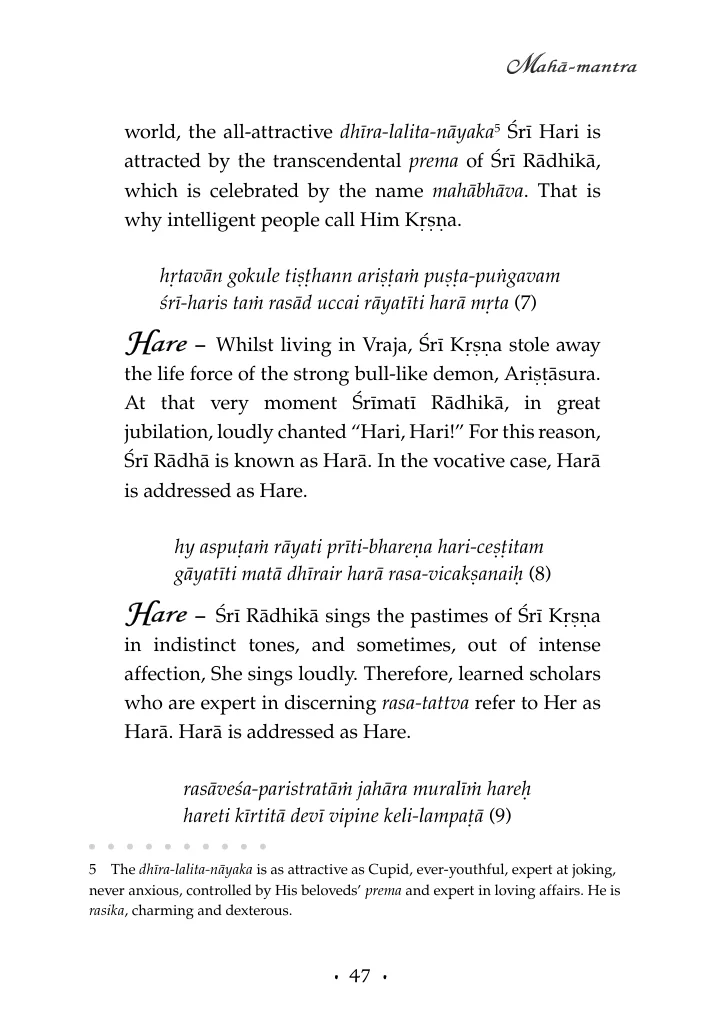 Mahā-mantra
world, the all-attractive dhīra-lalita-nāyaka⁵ Śrī Hari is
attracted by the transcendental prema of Śrī Rādhikā,
which is celebrated by the name mahābhāva. That is
why intelligent people call Him Kṛṣṇa.
hṛtavān gokule tiṣṭhann ariṣṭaṁ puṣṭa-puṅgavam
śrī-haris taṁ rasād uccai rāyatīti harā mṛta (7)
Hare – Whilst living in Vraja, Śrī Kṛṣṇa stole away
the life force of the strong bull-like demon, Ariṣṭāsura.
At that very moment Śrīmatī Rādhikā, in great
jubilation, loudly chanted “Hari, Hari!” For this reason,
Śrī Rādhā is known as Harā. In the vocative case, Harā
is addressed as Hare.
hy aspuṭaṁ rāyati prīti-bhareṇa hari-ceṣṭitam
gāyatīti matā dhīrair harā rasa-vicakṣanaiḥ (8)
Hare – Śrī Rādhikā sings the pastimes of Śrī Kṛṣṇa
in indistinct tones, and sometimes, out of intense
affection, She sings loudly. Therefore, learned scholars
who are expert in discerning rasa-tattva refer to Her as
Harā. Harā is addressed as Hare.
rasāveśa-paristratāṁ jahāra muralīṁ hareḥ
hareti kīrtitā devī vipine keli-lampaṭā (9)
5 The dhīra-lalita-nāyaka is as attractive as Cupid, ever-youthful, expert at joking,
never anxious, controlled by His beloveds’ prema and expert in loving affairs. He is
rasika, charming and dexterous.
• 47 •